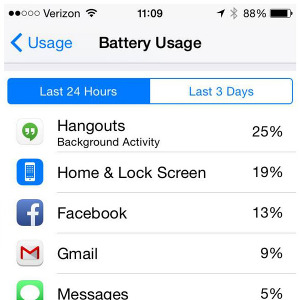 Verizon 11:09 88%
Usage Battery Usage
Last 24 Hours Last 3 Days
Hangouts 25%
Background Activity
Home & Lock Screen 19%
Facebook 13%
Gmail 9%
Messages 5%